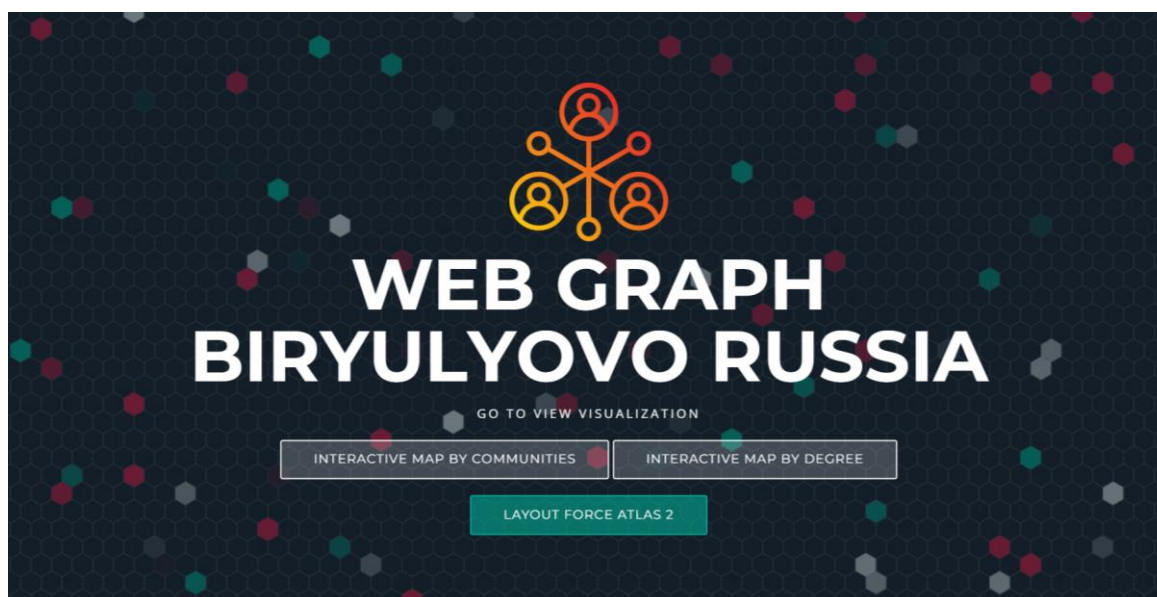 WEB GRAPH
BIRYULYOVO RUSSIA
GO TO VIEW VISUALIZATION
INTERACTIVE MAP BY COMMUNITIES
INTERACTIVE MAP BY DEGREE
LAYOUT FORCE ATLAS 2